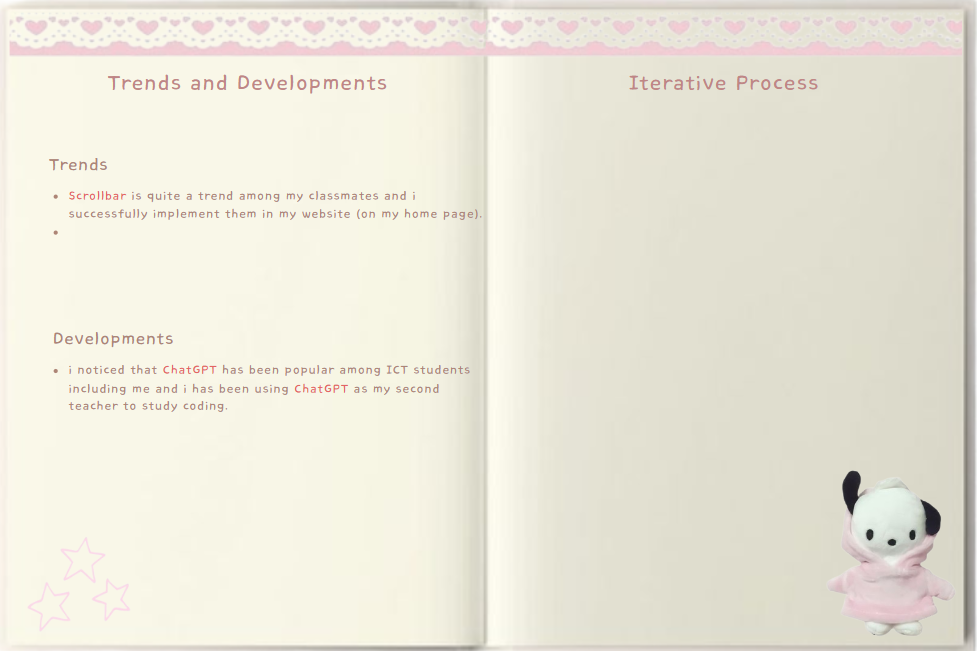 Trends and Developments
Trends
• Scrollbar is quite a trend among my classmates and i
successfully implement them in my website (on my home page).
•
Developments
• i noticed that ChatGPT has been popular among ICT students
including me and i has been using ChatGPT as my second
teacher to study coding.
Iterative Process